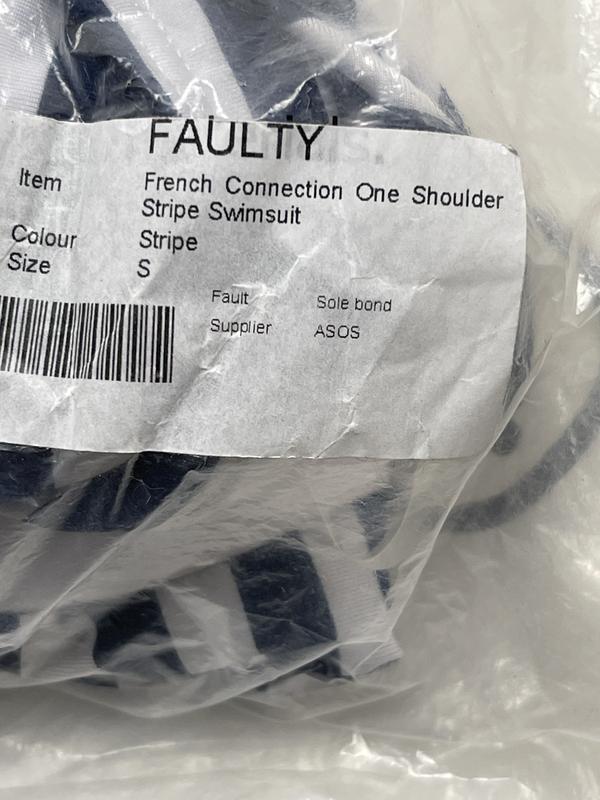 FAULTY
Item French Connection One Shoulder
Stripe Swimsuit
Colour Stripe
Size S
Fault Sole bond
Supplier ASOS